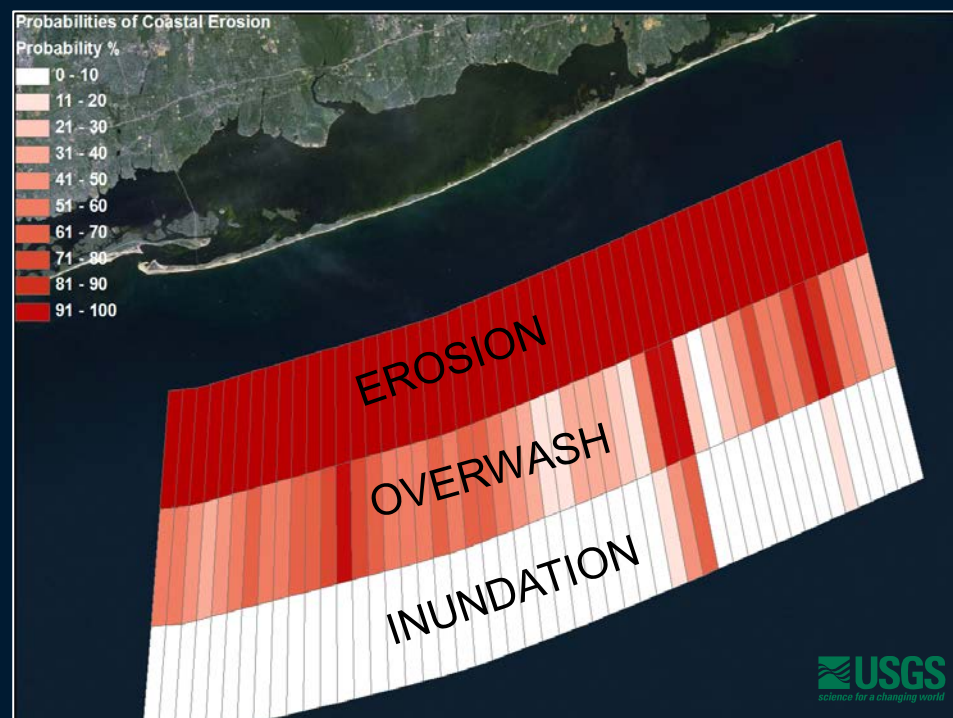 Probabilities of Coastal Erosion
Probability %
0 - 10
11 - 20
21 - 30
31 - 40
41 - 50
51 - 60
61 - 70
71 - 80
81 - 90
91 - 100
EROSION
OVERWASH
INUNDATION
USGS
science for a changing world